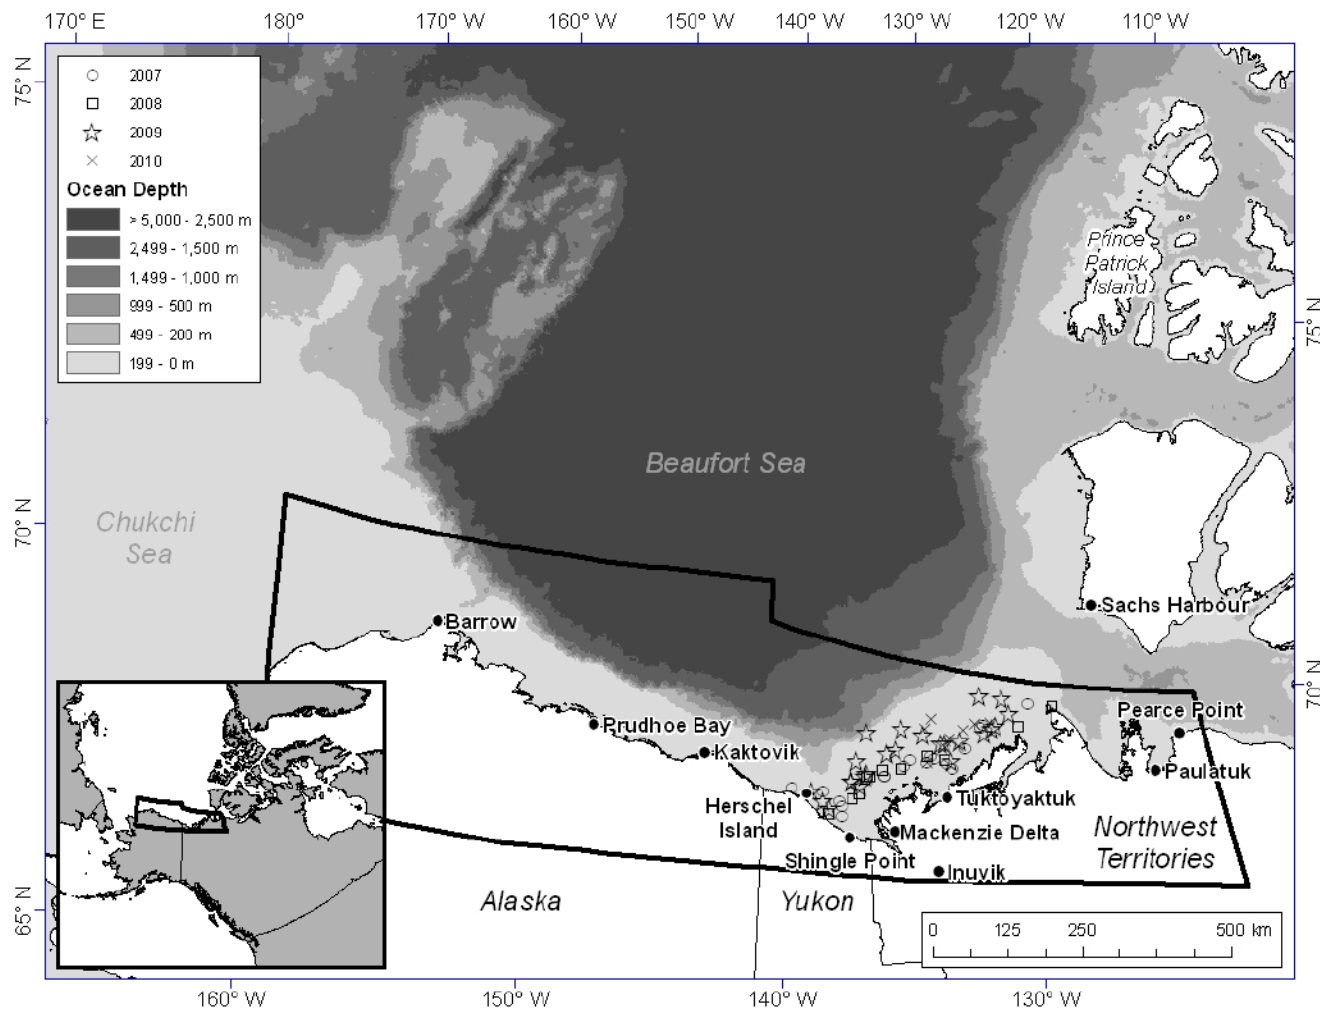 170° E 180° 170° W 160° W 150° W 140° W 130° W 120° W 110° W
75° N
2007
2008
2009
2010
Ocean Depth
> 5,000 - 2,500 m
2,499 - 1,500 m
1,499 - 1,000 m
999 - 500 m
499 - 200 m
199 - 0 m
Prince
Patrick
Island
75° N
Beaufort Sea
70° N
Chukchi
Sea
Sachs Harbour
Barrow
70° N
Pearce Point
Prudhoe Bay
Kaktovik
Paulatuk
Herschel
Island
Tuktoyaktuk
Mackenzie Delta
Northwest
Territories
Shingle Point
Inuvik
Alaska
Yukon
65° N
0 125 250 500 km
160° W 150° W 140° W 130° W